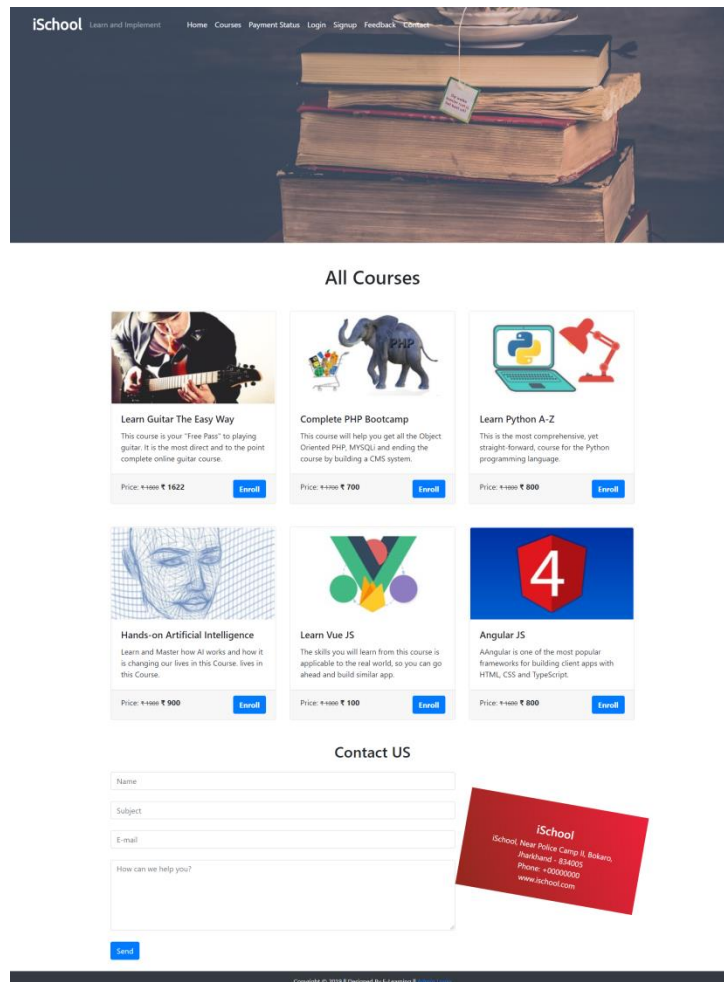 iSchool Learn and Implement Home Courses Payment Status Login Signup Feedback Contact
All Courses
PHP
Learn Guitar The Easy Way
This course is your "Free Pass" to playing
guitar. It is the most direct and to the point
complete online guitar course.
Price: ₹ 1622 Enroll
Complete PHP Bootcamp
This course will help you get all the Object
Oriented PHP, MYSQLi and ending the
course by building a CMS system.
Price: ₹ 1700 ₹ 700 Enroll
Learn Python A-Z
This is the most comprehensive, yet
straight-forward, course for the Python
programming language.
Price: ₹ 800 Enroll
4
Hands-on Artificial Intelligence
Learn and Master how AI works and how it
is changing our lives in this Course. lives in
this Course.
Price: ₹ 900 Enroll
Learn Vue JS
The skills you will learn from this course is
applicable to the real world, so you can go
ahead and build similar app.
Price: ₹ 100 Enroll
Angular JS
AAngular is one of the most popular
frameworks for building client apps with
HTML, CSS and TypeScript.
Price: ₹ 800 Enroll
Contact US
Name
Subject
E-mail
How can we help you?
Send
iSchool
iSchool, Near Police Camp II, Bokaro,
Jharkhand - 834005
Phone: +00000000
www.ischool.com
Copyright © 2019 Designed By E-Learning